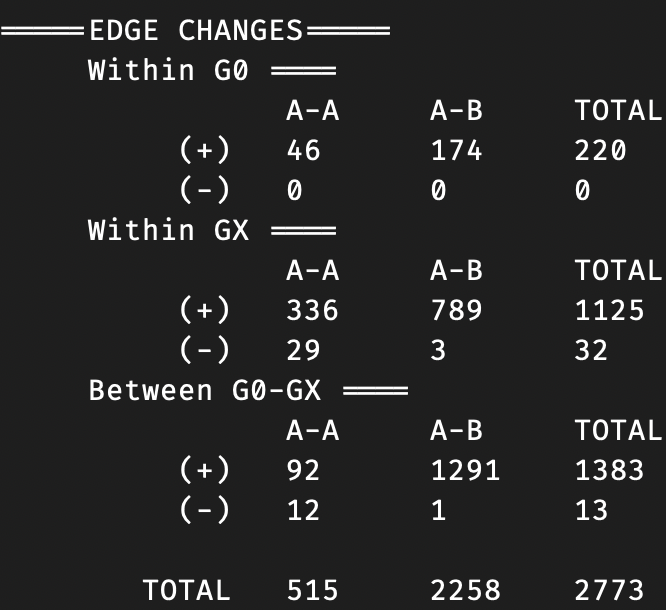 ═════EDGE CHANGES═════
Within G0 ════
A-A A-B TOTAL
(+) 46 174 220
(-) 0 0 0
Within GX ════
A-A A-B TOTAL
(+) 336 789 1125
(-) 29 3 32
Between G0-GX ════
A-A A-B TOTAL
(+) 92 1291 1383
(-) 12 1 13
TOTAL 515 2258 2773